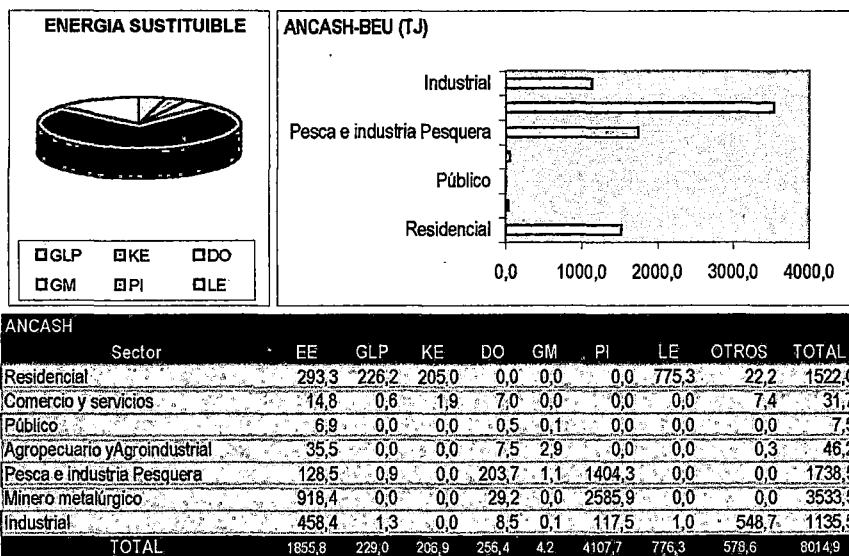 ENERGIA SUSTITUIBLE
GLP KE DO
GM PI LE
ANCASH-BEU (TJ)
Industrial
Pesca e industria Pesquera
Público
Residencial
0,0 1000,0 2000,0 3000,0 4000,0
ANCASH
Sector EE GLP KE DO GM PI LE OTROS TOTAL
Residencial 293,3 226,2 205,0 0,0 0,0 0,0 775,3 22,2 1522,0
Comercio y servicios 14,8 0,6 1,9 7,0 0,0 0,0 0,0 7,4
Público 6,9 0,0 0,0 0,5 0,1 0,0 0,0 7,5
Agropecuario yAgroindustrial 35,5 0,0 0,0 7,5 2,9 0,0 0,0 0,3 46,2
Pesca e industria Pesquera 128,5 0,9 0,0 203,7 1,1 1404,3 0,0 0,0 1738,5
Minero metalúrgico 918,4 0,0 0,0 29,2 0,0 2585,9 0,0 0,0 3533,5
Industrial 458,4 1,3 0,0 8,5 0,1 117,5 1,0 548,7 1135,5
TOTAL 1855,8 229,0 206,9 256,4 4,2 4107,7 776,3 578,6 8014,9